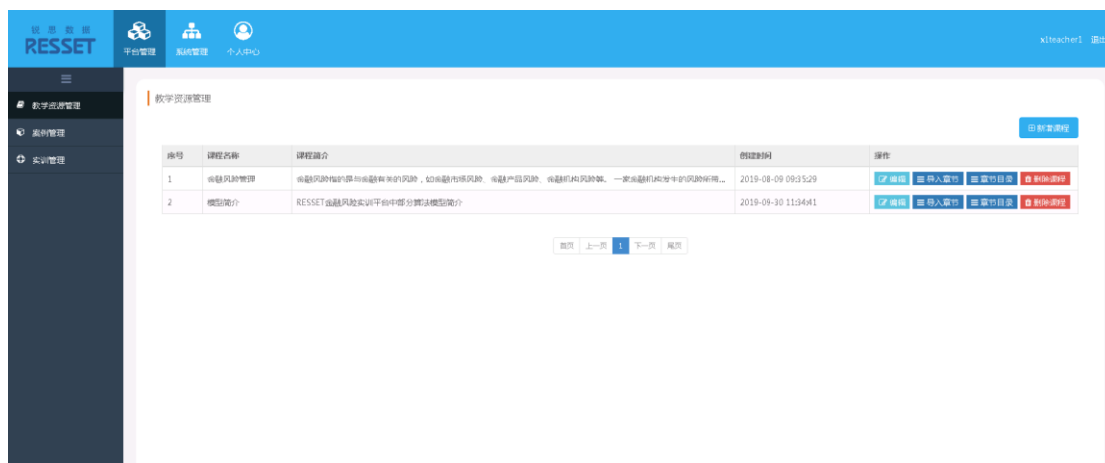 锐思数据
RESSET
平台管理 系统管理 个人中心
x1teacher1 退出
教学资源管理
案例管理
实训管理
教学资源管理
新增课程
序号 课程名称 课程简介 创建时间 操作
1 金融风险管理 金融风险指的是与金融有关的风险，如金融市场风险、金融产品风险、金融机构风险等。一家金融机构发生的风险所带... 2019-08-09 09:35:29 编辑 导入章节 章节目录 删除课程
2 模型简介 RESSET金融风险实训平台中部分算法模型简介 2019-09-30 11:34:41 编辑 导入章节 章节目录 删除课程
首页 上一页 1 下一页 尾页